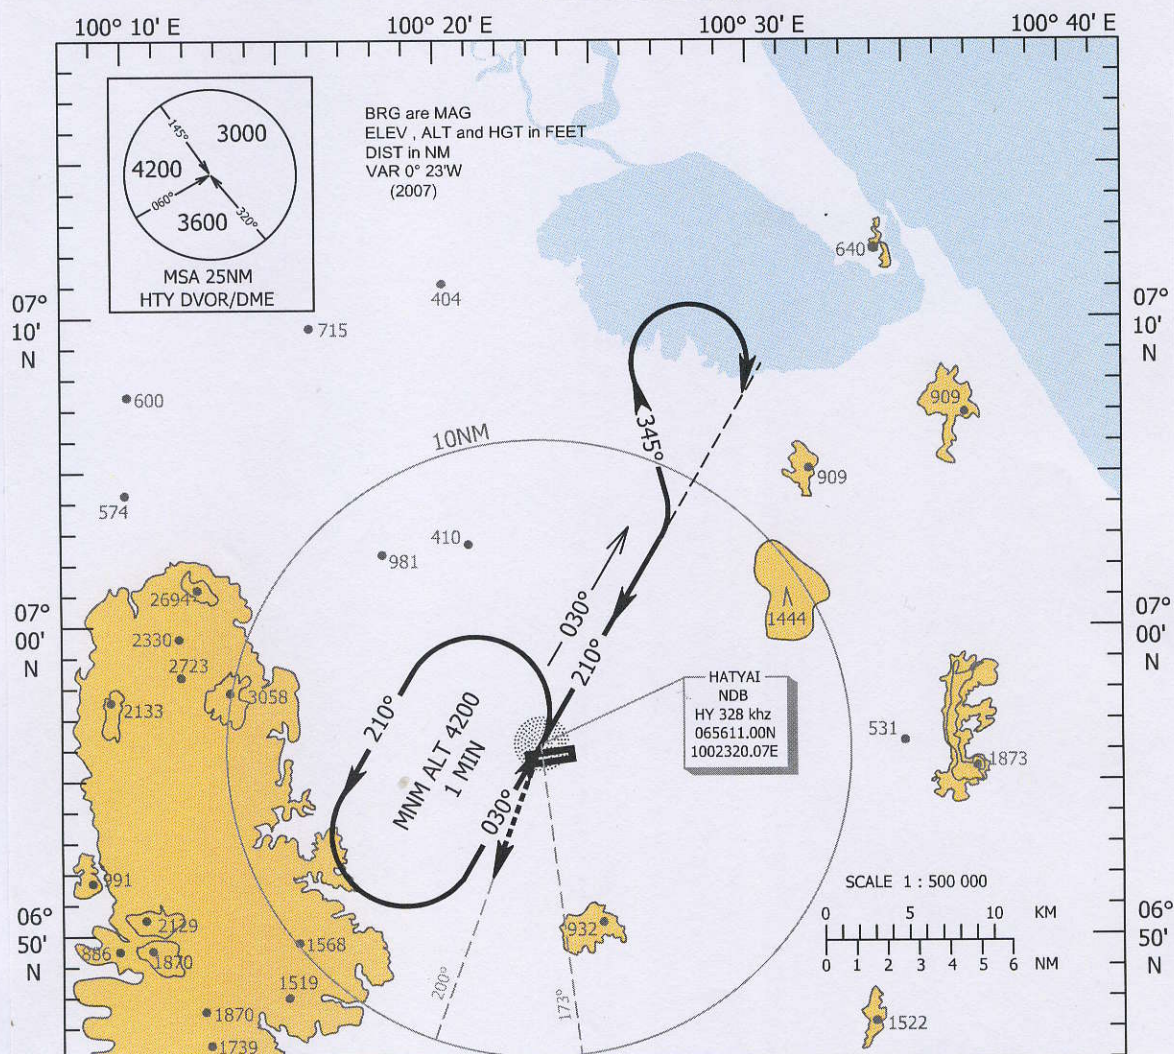 100° 10' E
100° 20' E
100° 30' E
100° 40' E
145°
3000
4200
060°
320°
3600
MSA 25NM
HTY DVOR/DME
BRG are MAG
ELEV , ALT and HGT in FEET
DIST in NM
VAR 0° 23'W
(2007)
640
404
07°
10'
N
07°
10'
N
715
600
909
10NM
345°
909
574
410
981
2694
030°
1444
07°
00'
N
07°
00'
N
2330
2723
3058
2133
210°
210°
HATYAI
NDB
HY 328 khz
065611.00N
1002320.07E
531
1873
MNM ALT 4200
1 MIN
030°
991
SCALE 1 : 500 000
0 5 10 KM
0 1 2 3 4 5 6 NM
06°
50'
N
06°
50'
N
2129
932
886
1870
1568
200°
173°
1519
1870
1522
1739